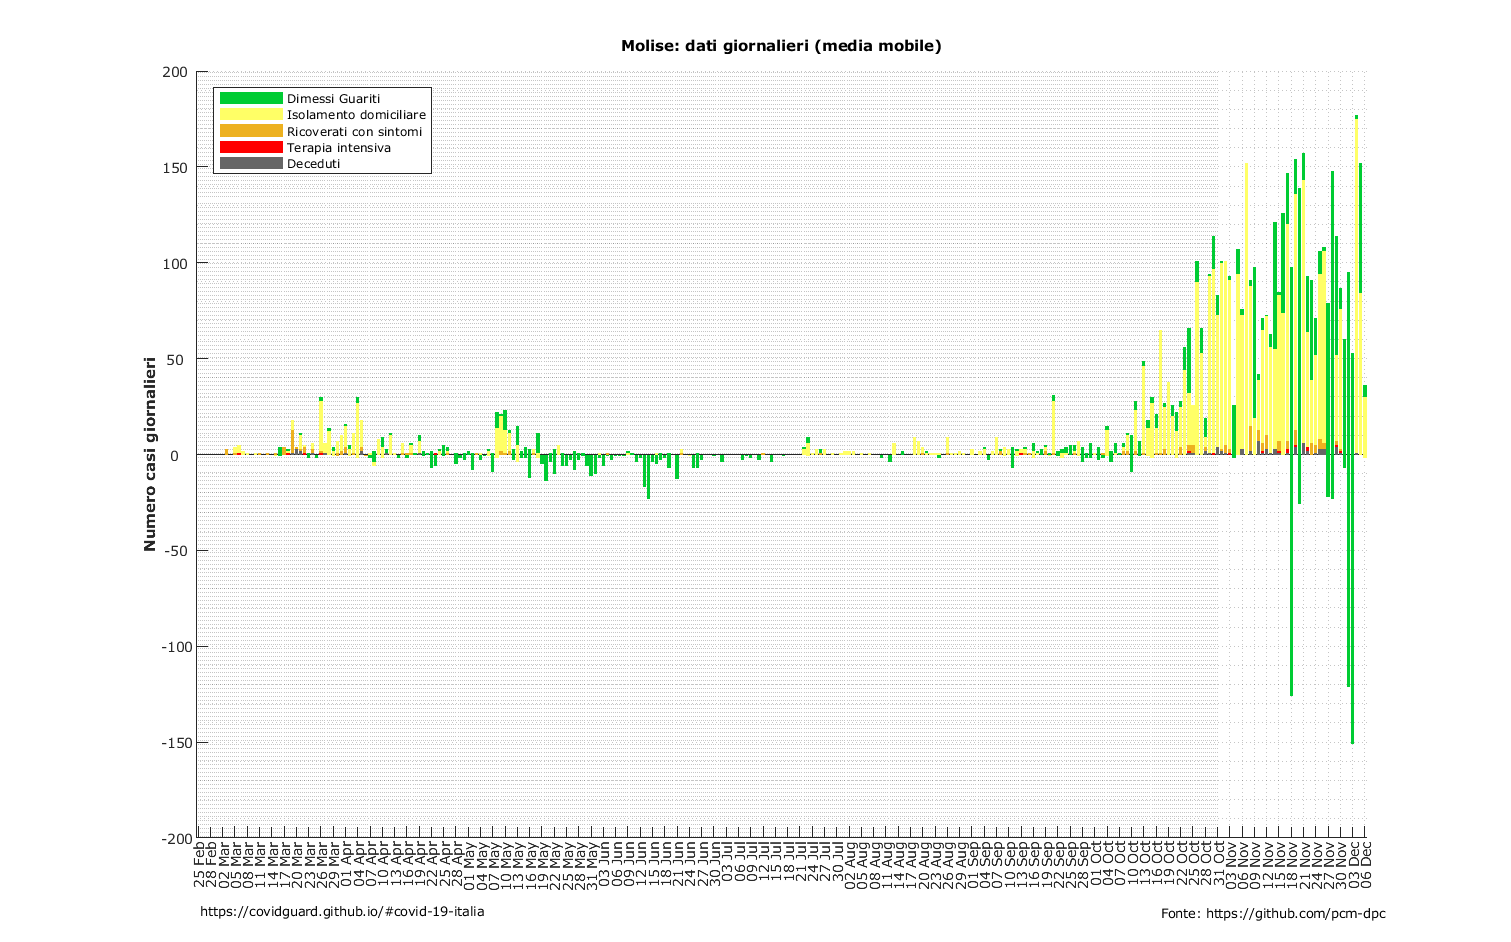 Molise: dati giornalieri (media mobile)
200
150
100
50
0
-50
-100
-150
-200
Numero casi giornalieri
Dimessi Guariti
Isolamento domiciliare
Ricoverati con sintomi
Terapia intensiva
Deceduti
25 Feb
28 Feb
02 Mar
05 Mar
08 Mar
11 Mar
14 Mar
17 Mar
20 Mar
23 Mar
26 Mar
29 Mar
01 Apr
04 Apr
07 Apr
10 Apr
13 Apr
16 Apr
19 Apr
22 Apr
25 Apr
28 Apr
01 May
04 May
07 May
10 May
13 May
16 May
19 May
22 May
25 May
28 May
31 May
03 Jun
06 Jun
09 Jun
12 Jun
15 Jun
18 Jun
21 Jun
24 Jun
27 Jun
30 Jun
03 Jul
06 Jul
09 Jul
12 Jul
15 Jul
18 Jul
21 Jul
24 Jul
27 Jul
30 Jul
02 Aug
05 Aug
08 Aug
11 Aug
14 Aug
17 Aug
20 Aug
23 Aug
26 Aug
29 Aug
01 Sep
04 Sep
07 Sep
10 Sep
13 Sep
16 Sep
19 Sep
22 Sep
25 Sep
28 Sep
01 Oct
04 Oct
07 Oct
10 Oct
13 Oct
16 Oct
19 Oct
22 Oct
25 Oct
28 Oct
31 Oct
03 Nov
06 Nov
09 Nov
12 Nov
15 Nov
18 Nov
21 Nov
24 Nov
27 Nov
30 Nov
03 Dec
06 Dec
https://covidguard.github.io/#covid-19-italia
Fonte: https://github.com/pcm-dpc